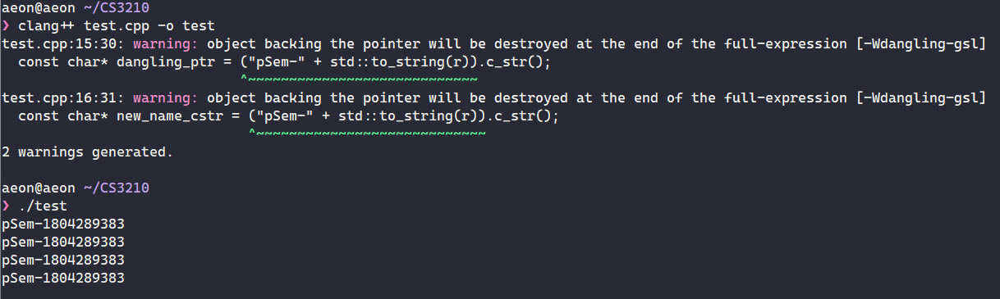 aeon@aeon ~/CS3210
❯ clang++ test.cpp -o test
test.cpp:15:30: warning: object backing the pointer will be destroyed at the end of the full-expression [-Wdangling-gsl]
  const char* dangling_ptr = ("pSem-" + std::to_string(r)).c_str();
                             ^~~~~~~~~~~~~~~~~~~~~~~~~~~~~
test.cpp:16:31: warning: object backing the pointer will be destroyed at the end of the full-expression [-Wdangling-gsl]
  const char* new_name_cstr = ("pSem-" + std::to_string(r)).c_str();
                              ^~~~~~~~~~~~~~~~~~~~~~~~~~~~~
2 warnings generated.
aeon@aeon ~/CS3210
❯ ./test
pSem-1804289383
pSem-1804289383
pSem-1804289383
pSem-1804289383